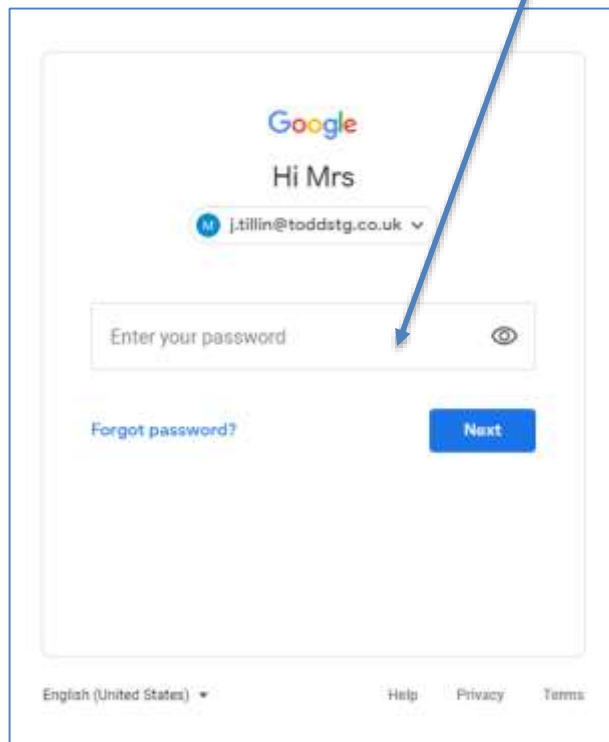 Google
Hi Mrs
M j.tillin@toddstg.co.uk
Enter your password
Forgot password? Next
English (United States) Help Privacy Terms